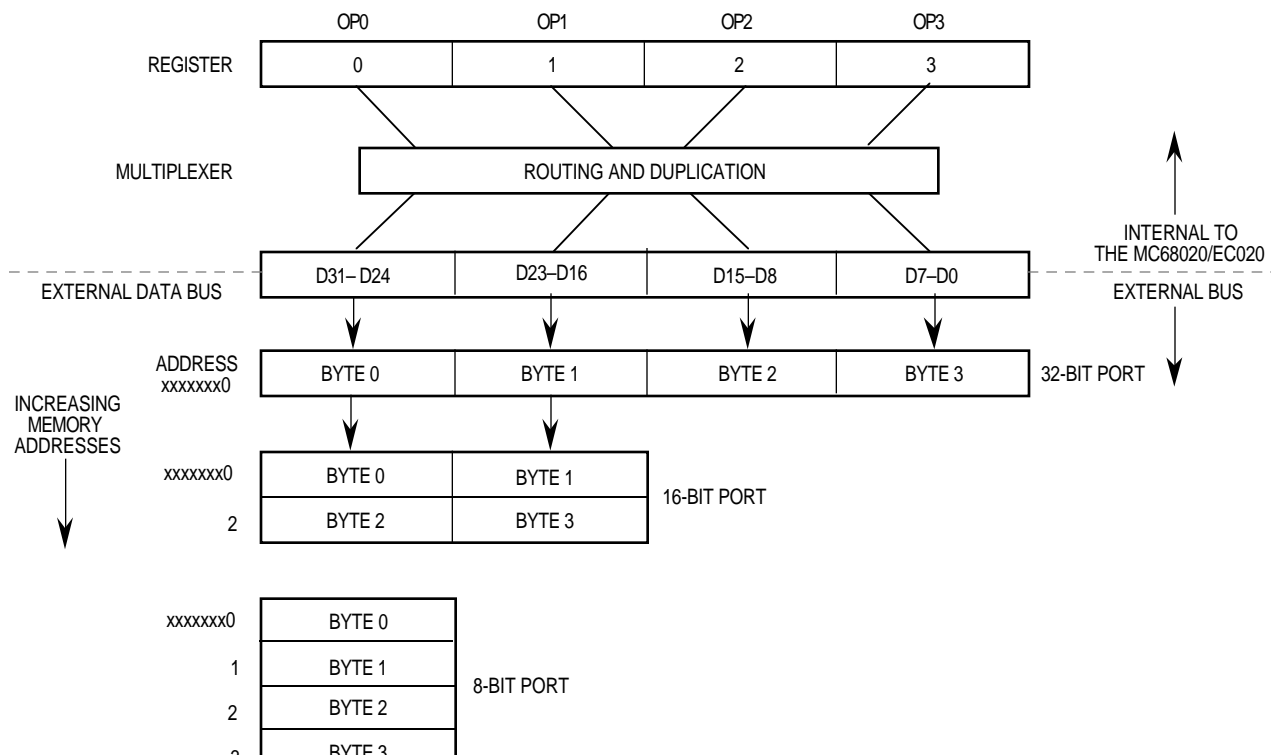 OP0 OP1 OP2 OP3
REGISTER 0 1 2 3
MULTIPLEXER ROUTING AND DUPLICATION
INTERNAL TO
THE MC68020/EC020
D31– D24 D23–D16 D15–D8 D7–D0
EXTERNAL DATA BUS EXTERNAL BUS
ADDRESS
xxxxxxx0 BYTE 0 BYTE 1 BYTE 2 BYTE 3 32-BIT PORT
INCREASING
MEMORY
ADDRESSES
xxxxxxx0 BYTE 0 BYTE 1
16-BIT PORT
2 BYTE 2 BYTE 3
xxxxxxx0 BYTE 0
1 BYTE 1
8-BIT PORT
2 BYTE 2
3 BYTE 3